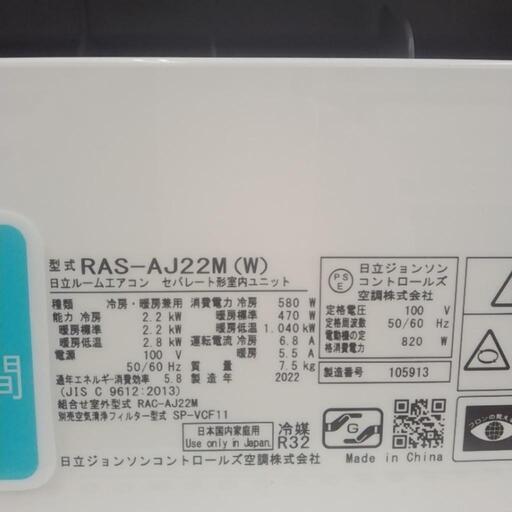 間
型式 RAS-AJ22M(W)
日立ルームエアコン セパレート形室内ユニット
種類 冷房・暖房兼用
能力 冷房 2.2 kW
暖房標準 2.2 kW
暖房低温 2.8 kW
電源 100 V
50/60 Hz
消費電力 冷房 580 W
暖房標準 470 W
暖房低温 1.040 kW
運転電流 冷房 6.8 A
暖房 5.5 A
質量 7.5 kg
製造年 2022
通年エネルギー消費効率 5.8
(JIS C 9612:2013)
組合せ室外型式 RAC-AJ22M
別売空気清浄フィルター型式 SP-VCF11
日本国内家庭用
Use only in Japan.
冷媒
R32
日立ジョンソンコントロールズ空調株式会社
PS
E
日立ジョンソン
コントロールズ
空調株式会社
定格電圧 100 V
定格周波数 50/60 Hz
電動機の定
格消費電力 820 W
製造番号 105913
G
Made in China